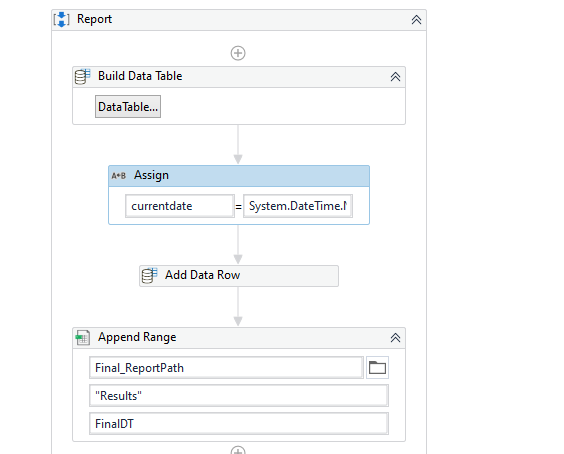 Report
Build Data Table
DataTable...
A+B Assign
currentdate = System.DateTime.N
Add Data Row
Append Range
Final_ReportPath
"Results"
FinalDT